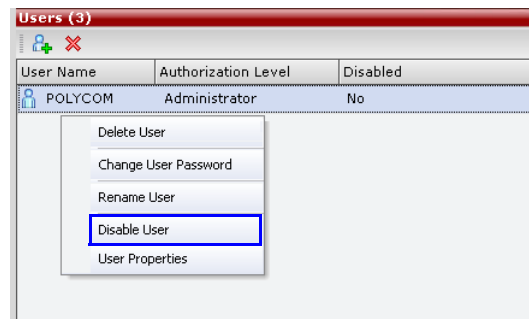 Users (3)
User Name Authorization Level Disabled
POLYCOM Administrator No
Delete User
Change User Password
Rename User
Disable User
User Properties